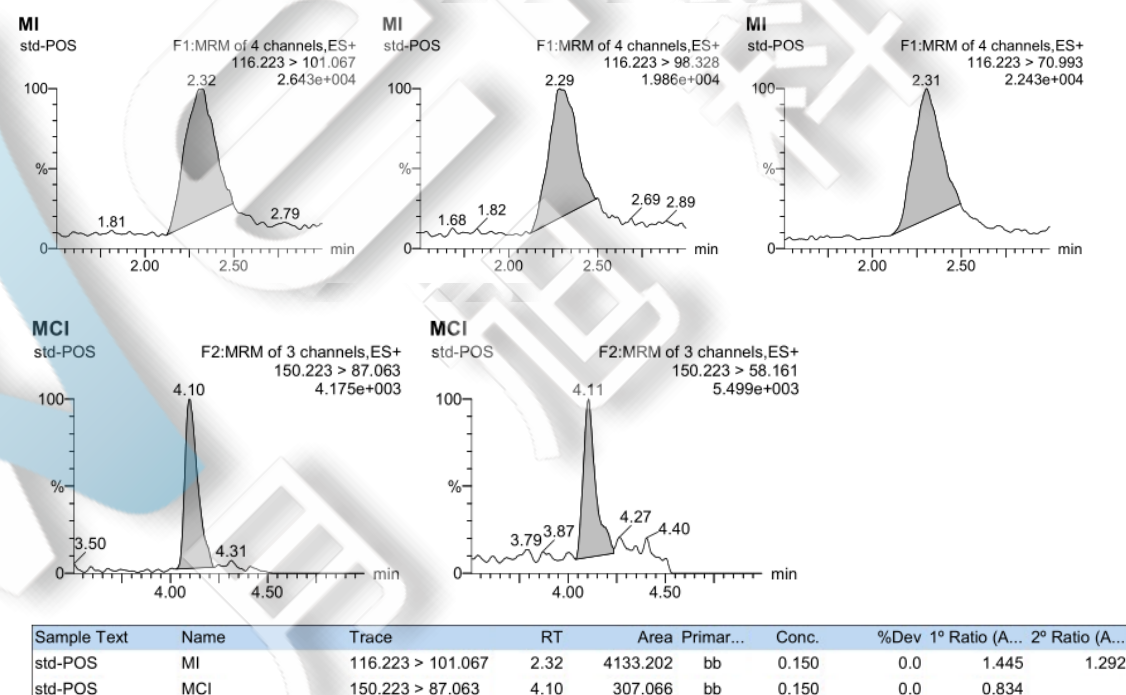 MI
std-POS
F1:MRM of 4 channels,ES+
116.223 > 101.067
2.643e+004
100
%
0
1.81
2.32
2.79
2.00
2.50
min
MI
std-POS
F1:MRM of 4 channels,ES+
116.223 > 98.328
1.986e+004
100
%
0
1.68
1.82
2.29
2.69
2.89
2.00
2.50
min
MI
std-POS
F1:MRM of 4 channels,ES+
116.223 > 70.993
2.243e+004
100
%
0
2.31
2.00
2.50
min
MCI
std-POS
F2:MRM of 3 channels,ES+
150.223 > 87.063
4.175e+003
100
%
0
3.50
4.10
4.31
4.00
4.50
min
MCI
std-POS
F2:MRM of 3 channels,ES+
150.223 > 58.161
5.499e+003
100
%
0
3.79
3.87
4.11
4.27
4.40
4.00
4.50
min
Sample Text Name Trace RT Area Primar... Conc. %Dev 1º Ratio (A... 2º Ratio (A...
std-POS MI 116.223 > 101.067 2.32 4133.202 bb 0.150 0.0 1.445 1.292
std-POS MCI 150.223 > 87.063 4.10 307.066 bb 0.150 0.0 0.834